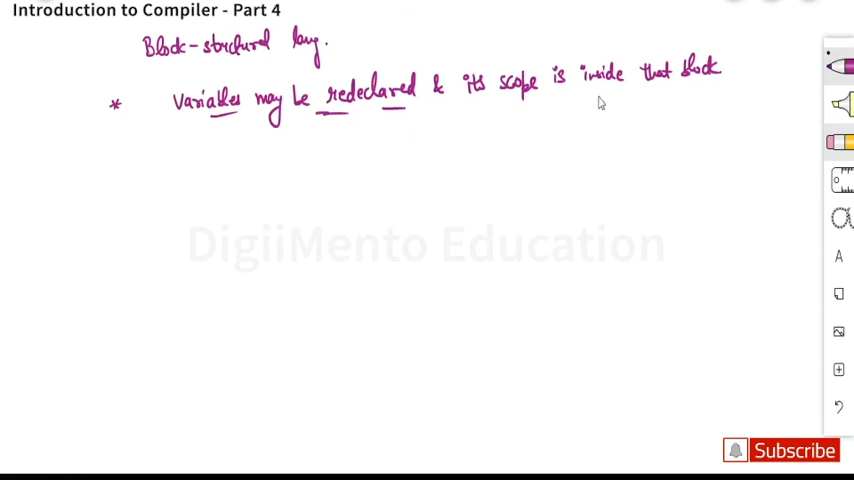 Introduction to Compiler - Part 4
Block-structured lang.
* Variables may be redeclared & its scope is inside that block
DigiiMento Education
A
Subscribe